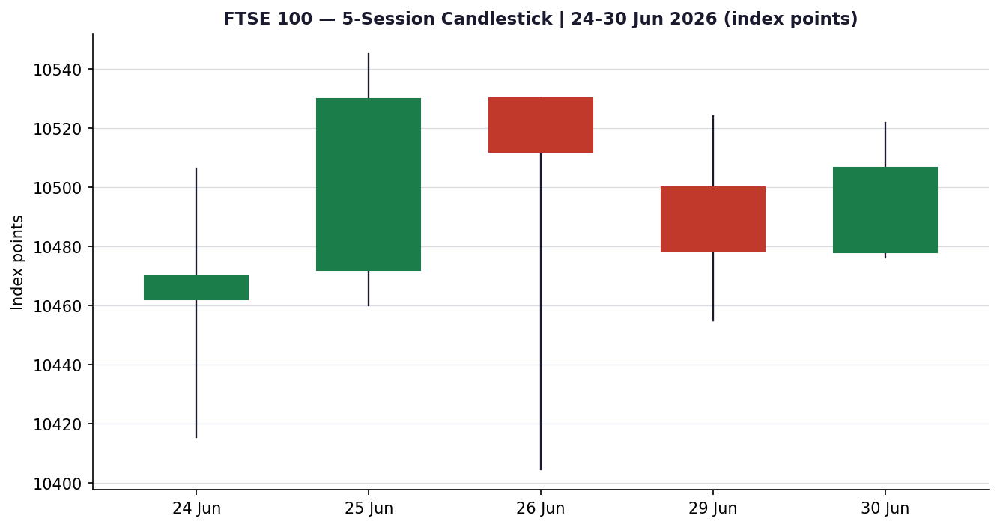 FTSE 100 — 5-Session Candlestick | 24–30 Jun 2026 (index points)
Index points
10540
10520
10500
10480
10460
10440
10420
10400
24 Jun
25 Jun
26 Jun
29 Jun
30 Jun